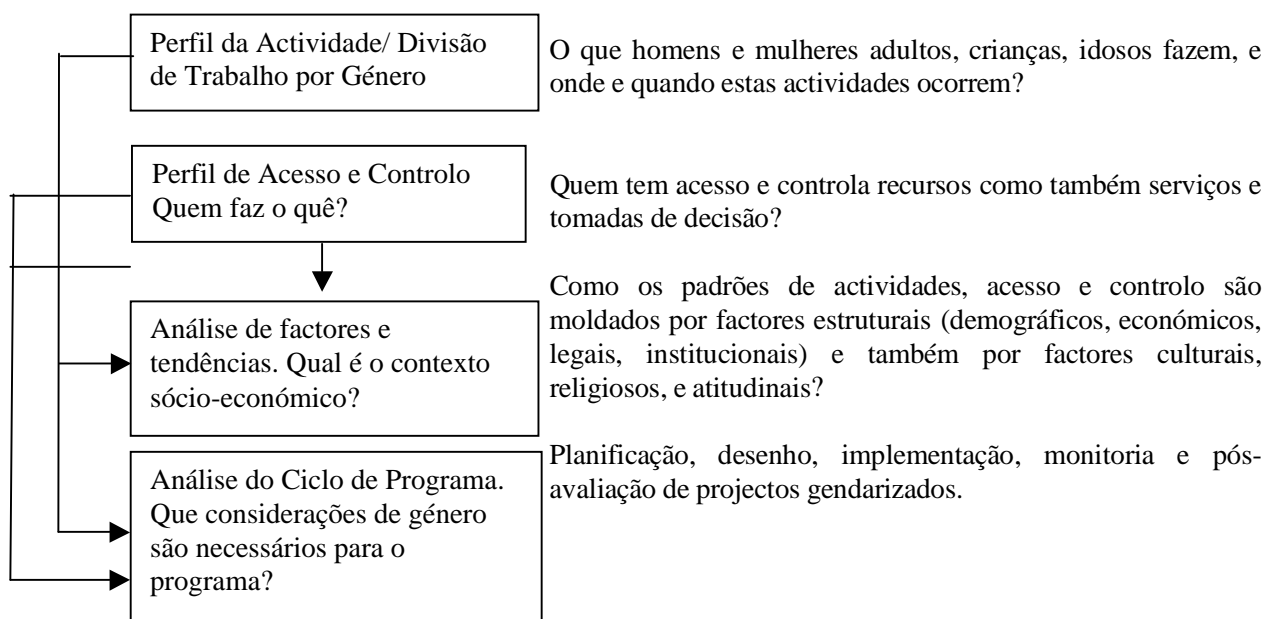 Perfil da Actividade/ Divisão
de Trabalho por Género
O que homens e mulheres adultos, crianças, idosos fazem, e
onde e quando estas actividades ocorrem?
Perfil de Acesso e Controlo
Quem faz o quê?
Quem tem acesso e controla recursos como também serviços e
tomadas de decisão?
Análise de factores e
tendências. Qual é o contexto
sócio-económico?
Como os padrões de actividades, acesso e controlo são
moldados por factores estruturais (demográficos, económicos,
legais, institucionais) e também por factores culturais,
religiosos, e atitudinais?
Análise do Ciclo de Programa.
Que considerações de género
são necessários para o
programa?
Planificação, desenho, implementação, monitoria e pós-
avaliação de projectos gendarizados.